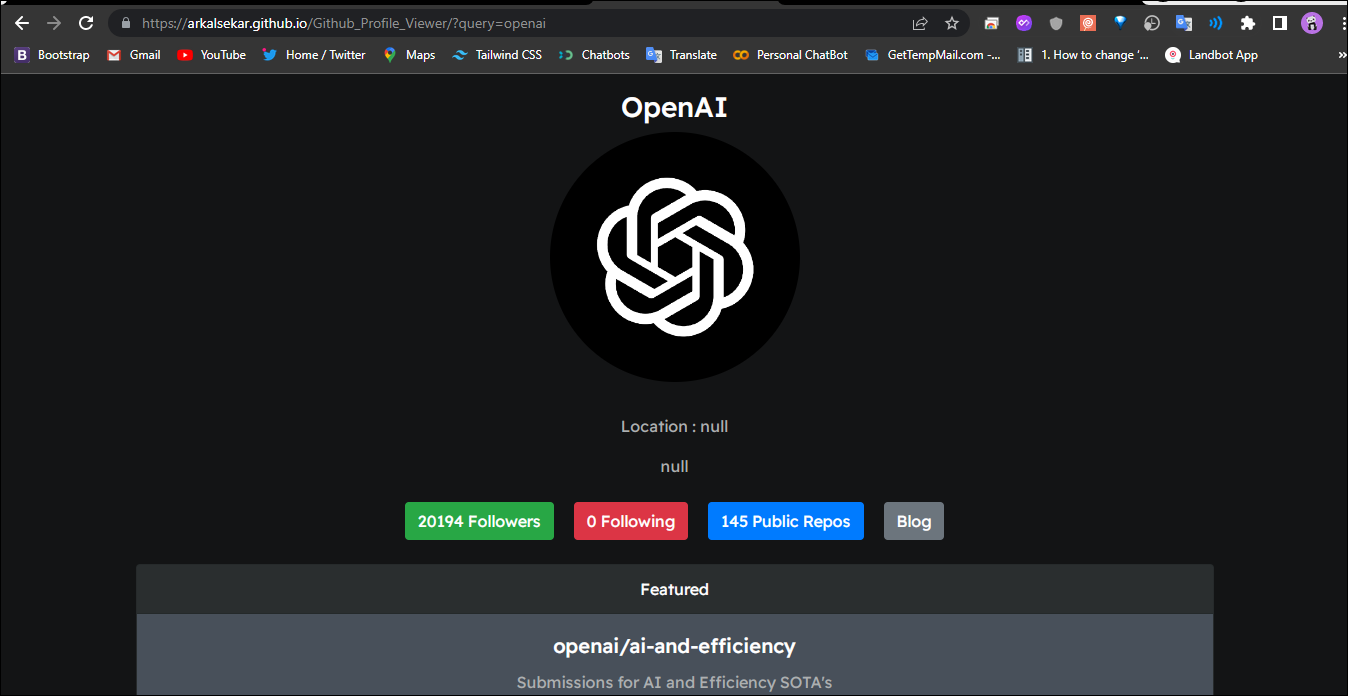 https://arkalsekar.github.io/Github_Profile_Viewer/?query=openai
B Bootstrap Gmail YouTube Home / Twitter Maps Tailwind CSS Chatbots Translate Personal ChatBot GetTempMail.com -... 1. How to change '... Landbot App »
OpenAI
Location : null
null
20194 Followers 0 Following 145 Public Repos Blog
Featured
openai/ai-and-efficiency
Submissions for AI and Efficiency SOTA's